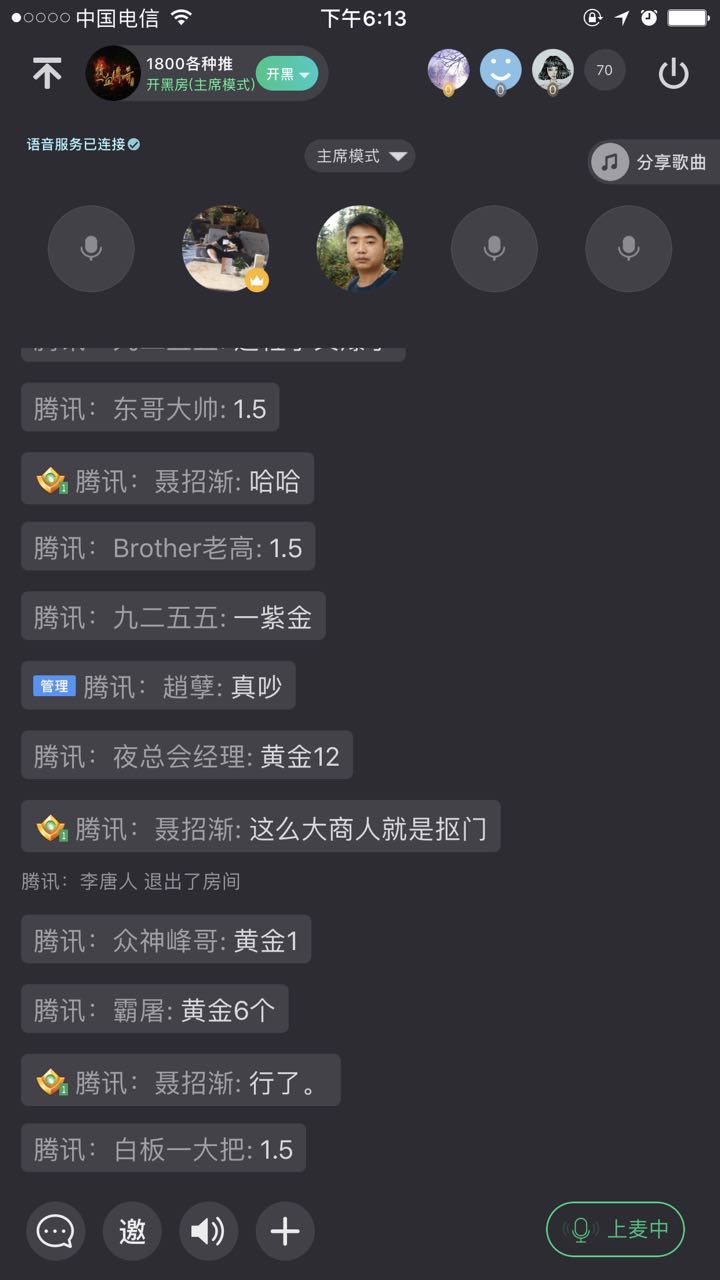 中国电信
下午6:13
1800各种推
开黑房(主席模式)
开黑
0
0
0
70
语音服务已连接
主席模式
分享歌曲
腾讯：东哥大帅: 1.5
1 腾讯：聂招渐: 哈哈
腾讯：Brother老高: 1.5
腾讯：九二五五: 一紫金
管理 腾讯：趙孽: 真吵
腾讯：夜总会经理: 黄金12
1 腾讯：聂招渐: 这么大商人就是抠门
腾讯：李唐人 退出了房间
腾讯：众神峰哥: 黄金1
腾讯：霸屠: 黄金6个
1 腾讯：聂招渐: 行了。
腾讯：白板一大把: 1.5
邀
上麦中